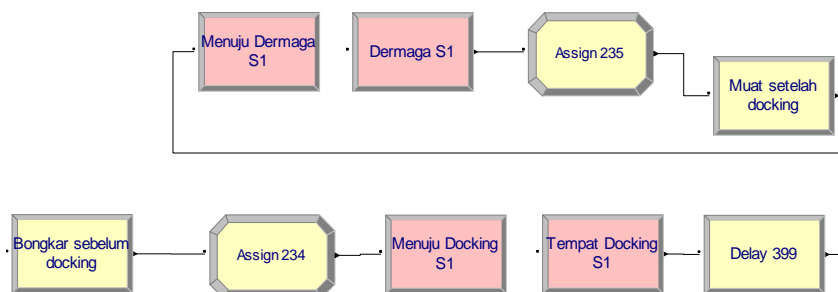 Menuju Dermaga
S1
Dermaga S1
Assign 235
Muat setelah
docking
Bongkar sebelum
docking
Assign 234
Menuju Docking
S1
Tempat Docking
S1
Delay 399